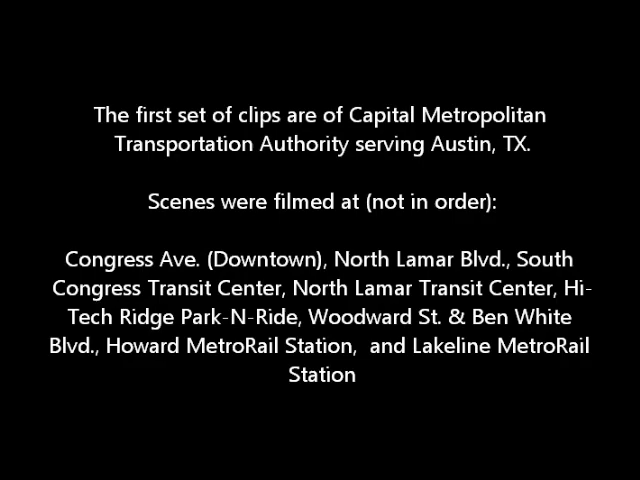 The first set of clips are of Capital Metropolitan
Transportation Authority serving Austin, TX.
Scenes were filmed at (not in order):
Congress Ave. (Downtown), North Lamar Blvd., South
Congress Transit Center, North Lamar Transit Center, Hi-
Tech Ridge Park-N-Ride, Woodward St. & Ben White
Blvd., Howard MetroRail Station,  and Lakeline MetroRail
Station